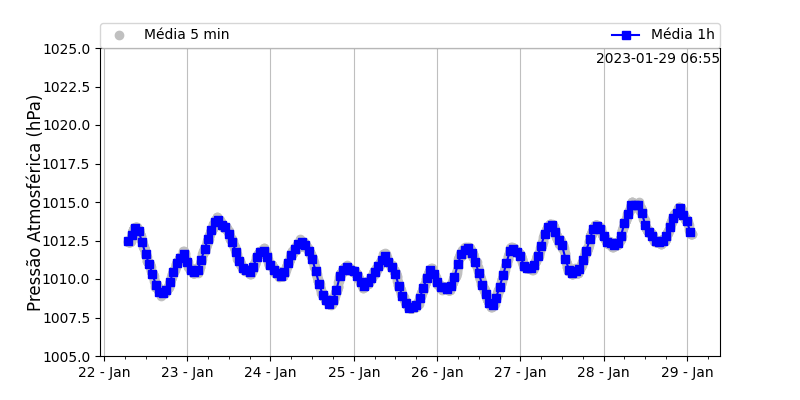 Média 5 min
Média 1h
2023-01-29 06:55
Pressão Atmosférica (hPa)
1025.0
1022.5
1020.0
1017.5
1015.0
1012.5
1010.0
1007.5
1005.0
22 - Jan
23 - Jan
24 - Jan
25 - Jan
26 - Jan
27 - Jan
28 - Jan
29 - Jan